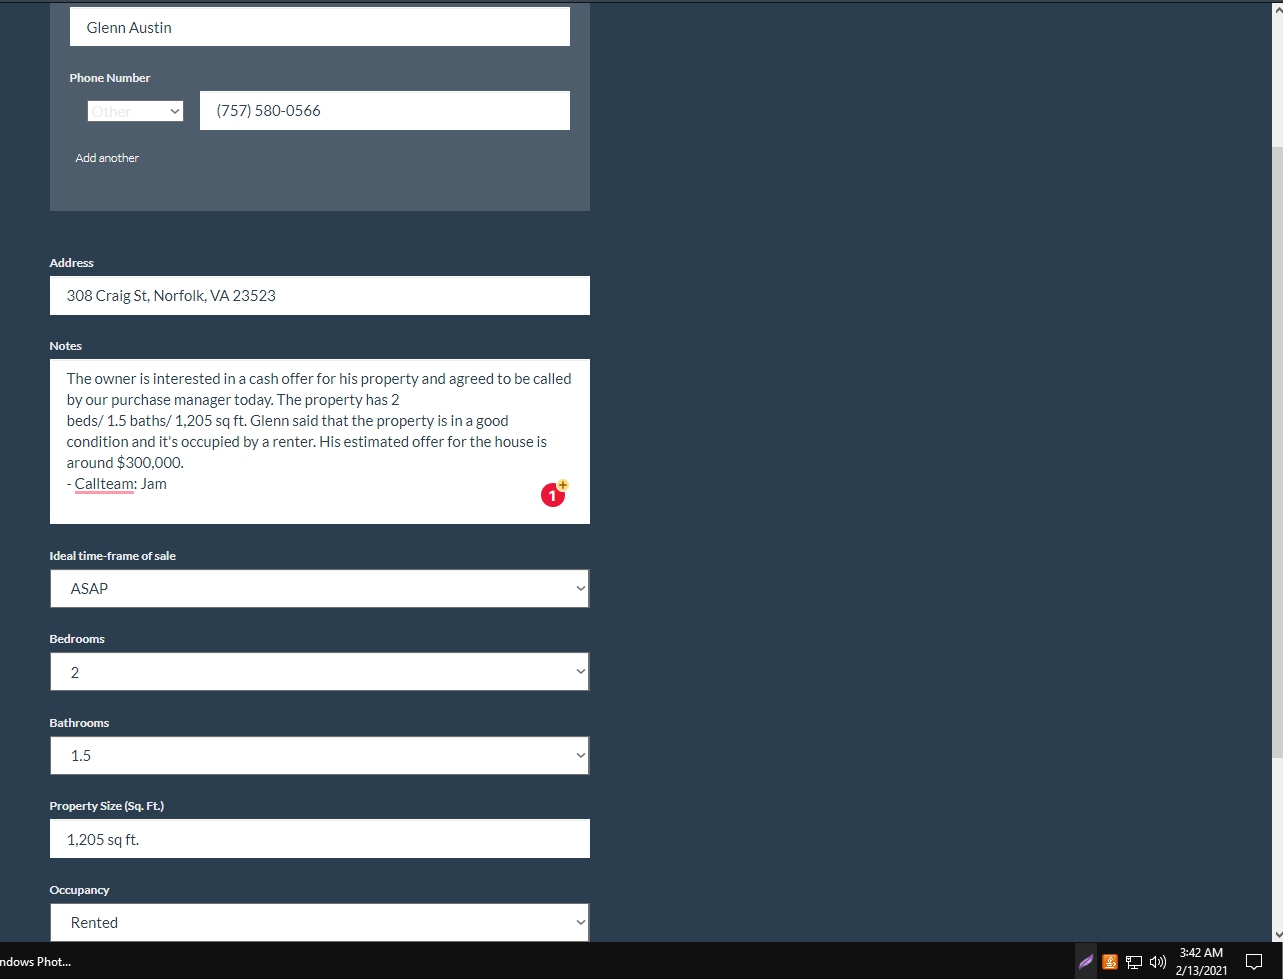 Glenn Austin
Phone Number
Other
(757) 580-0566
Add another
Address
308 Craig St, Norfolk, VA 23523
Notes
The owner is interested in a cash offer for his property and agreed to be called
by our purchase manager today. The property has 2
beds/ 1.5 baths/ 1,205 sq ft. Glenn said that the property is in a good
condition and it's occupied by a renter. His estimated offer for the house is
around $300,000.
- Callteam: Jam
1
Ideal time-frame of sale
ASAP
Bedrooms
2
Bathrooms
1.5
Property Size (Sq. Ft.)
1,205 sq ft.
Occupancy
Rented
ndows Phot...
3:42 AM
2/13/2021